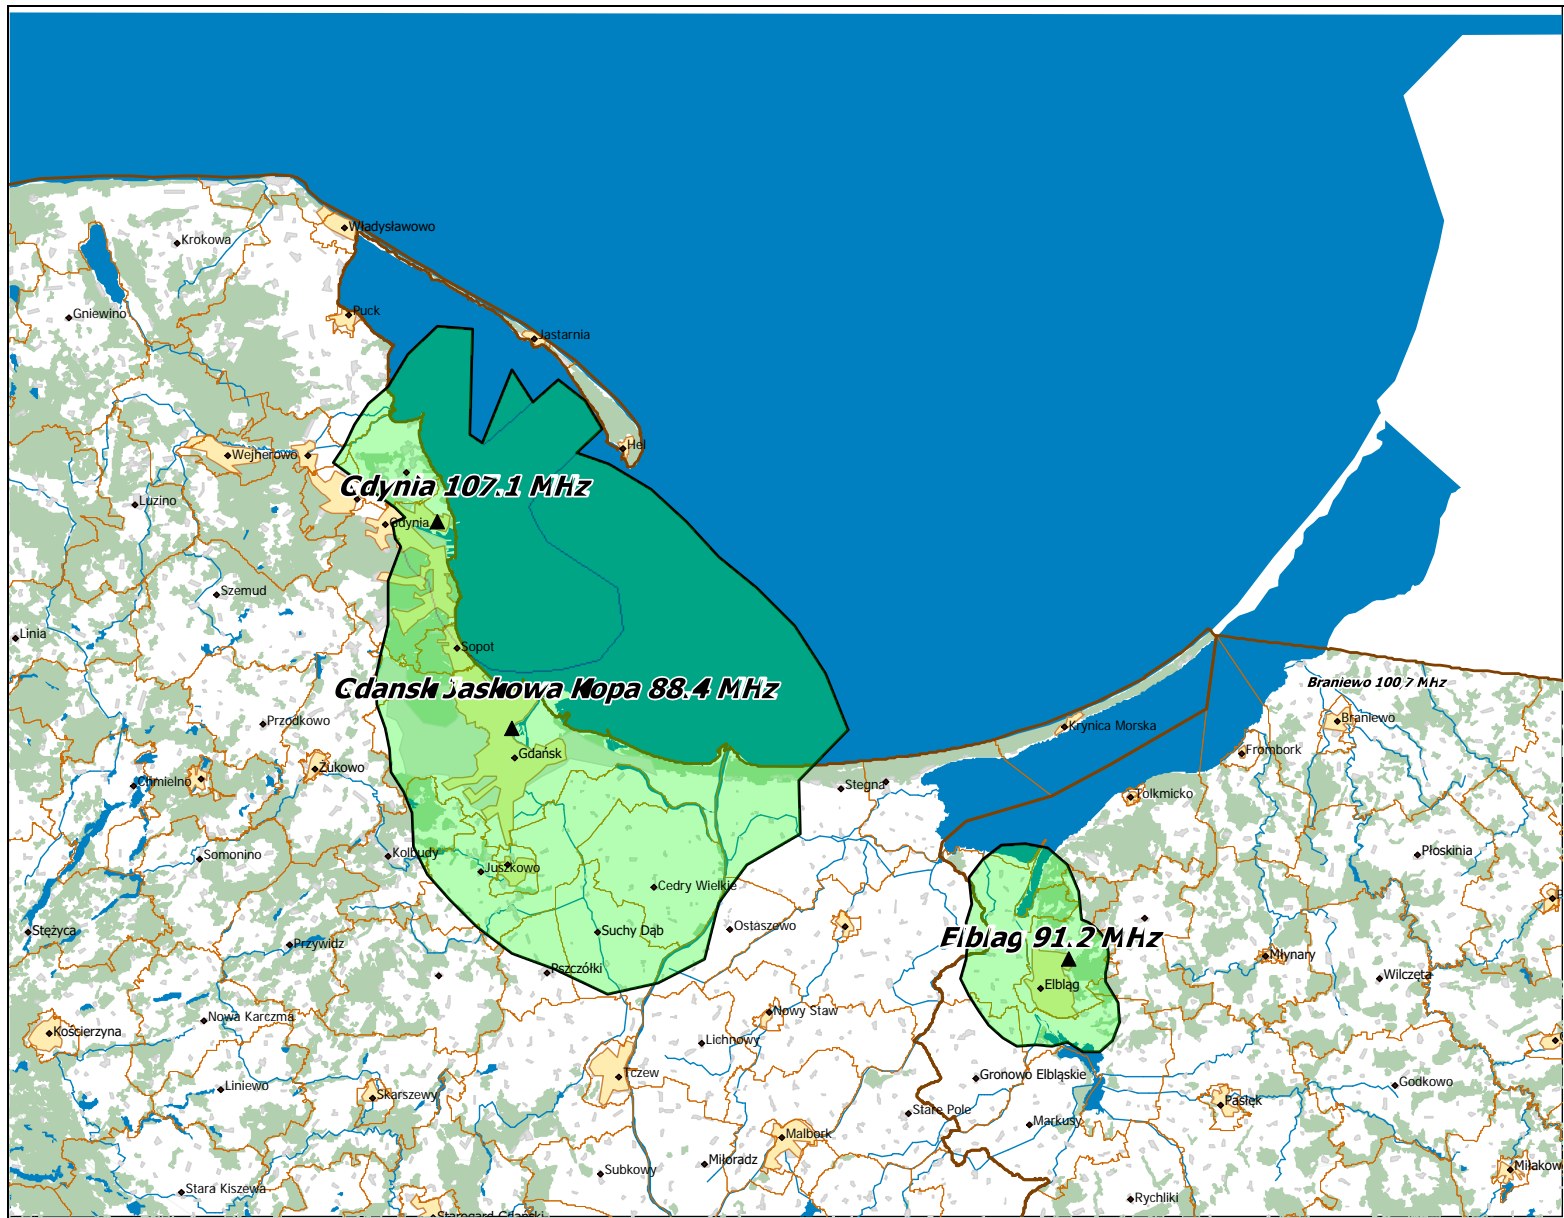 Władysławowo
Krokowa
Puck
Gniewino
Jastarnia
Hel
Wejherowo
Gdynia 107.1 MHz
Luzino
Gdynia
Szemud
Linia
Sopot
Braniewo 100,7 MHz
Gdansk Jaskowa Kopa 88.4 MHz
Przodkowo
Braniewo
Krynica Morska
Gdańsk
Frombork
Żukowo
Chmielno
Stegna
Tolkmicko
Kolbudy
Somonino
Płoskinia
Juszkowo
Cedry Wielkie
Ostaszewo
Stężyca
Suchy Dąb
Elblag 91.2 MHz
Przywidz
Młynary
Pszczółki
Wilczęta
Elbląg
Nowy Staw
Nowa Karczma
Kościerzyna
Lichnowy
Tczew
Gronowo Elbląskie
Liniewo
Godkowo
Skarszewy
Pasłęk
Stare Pole
Markusy
Malbork
Miłoradz
Subkowy
Miłakow
Stara Kiszewa
Rychliki
Starogard Gdański